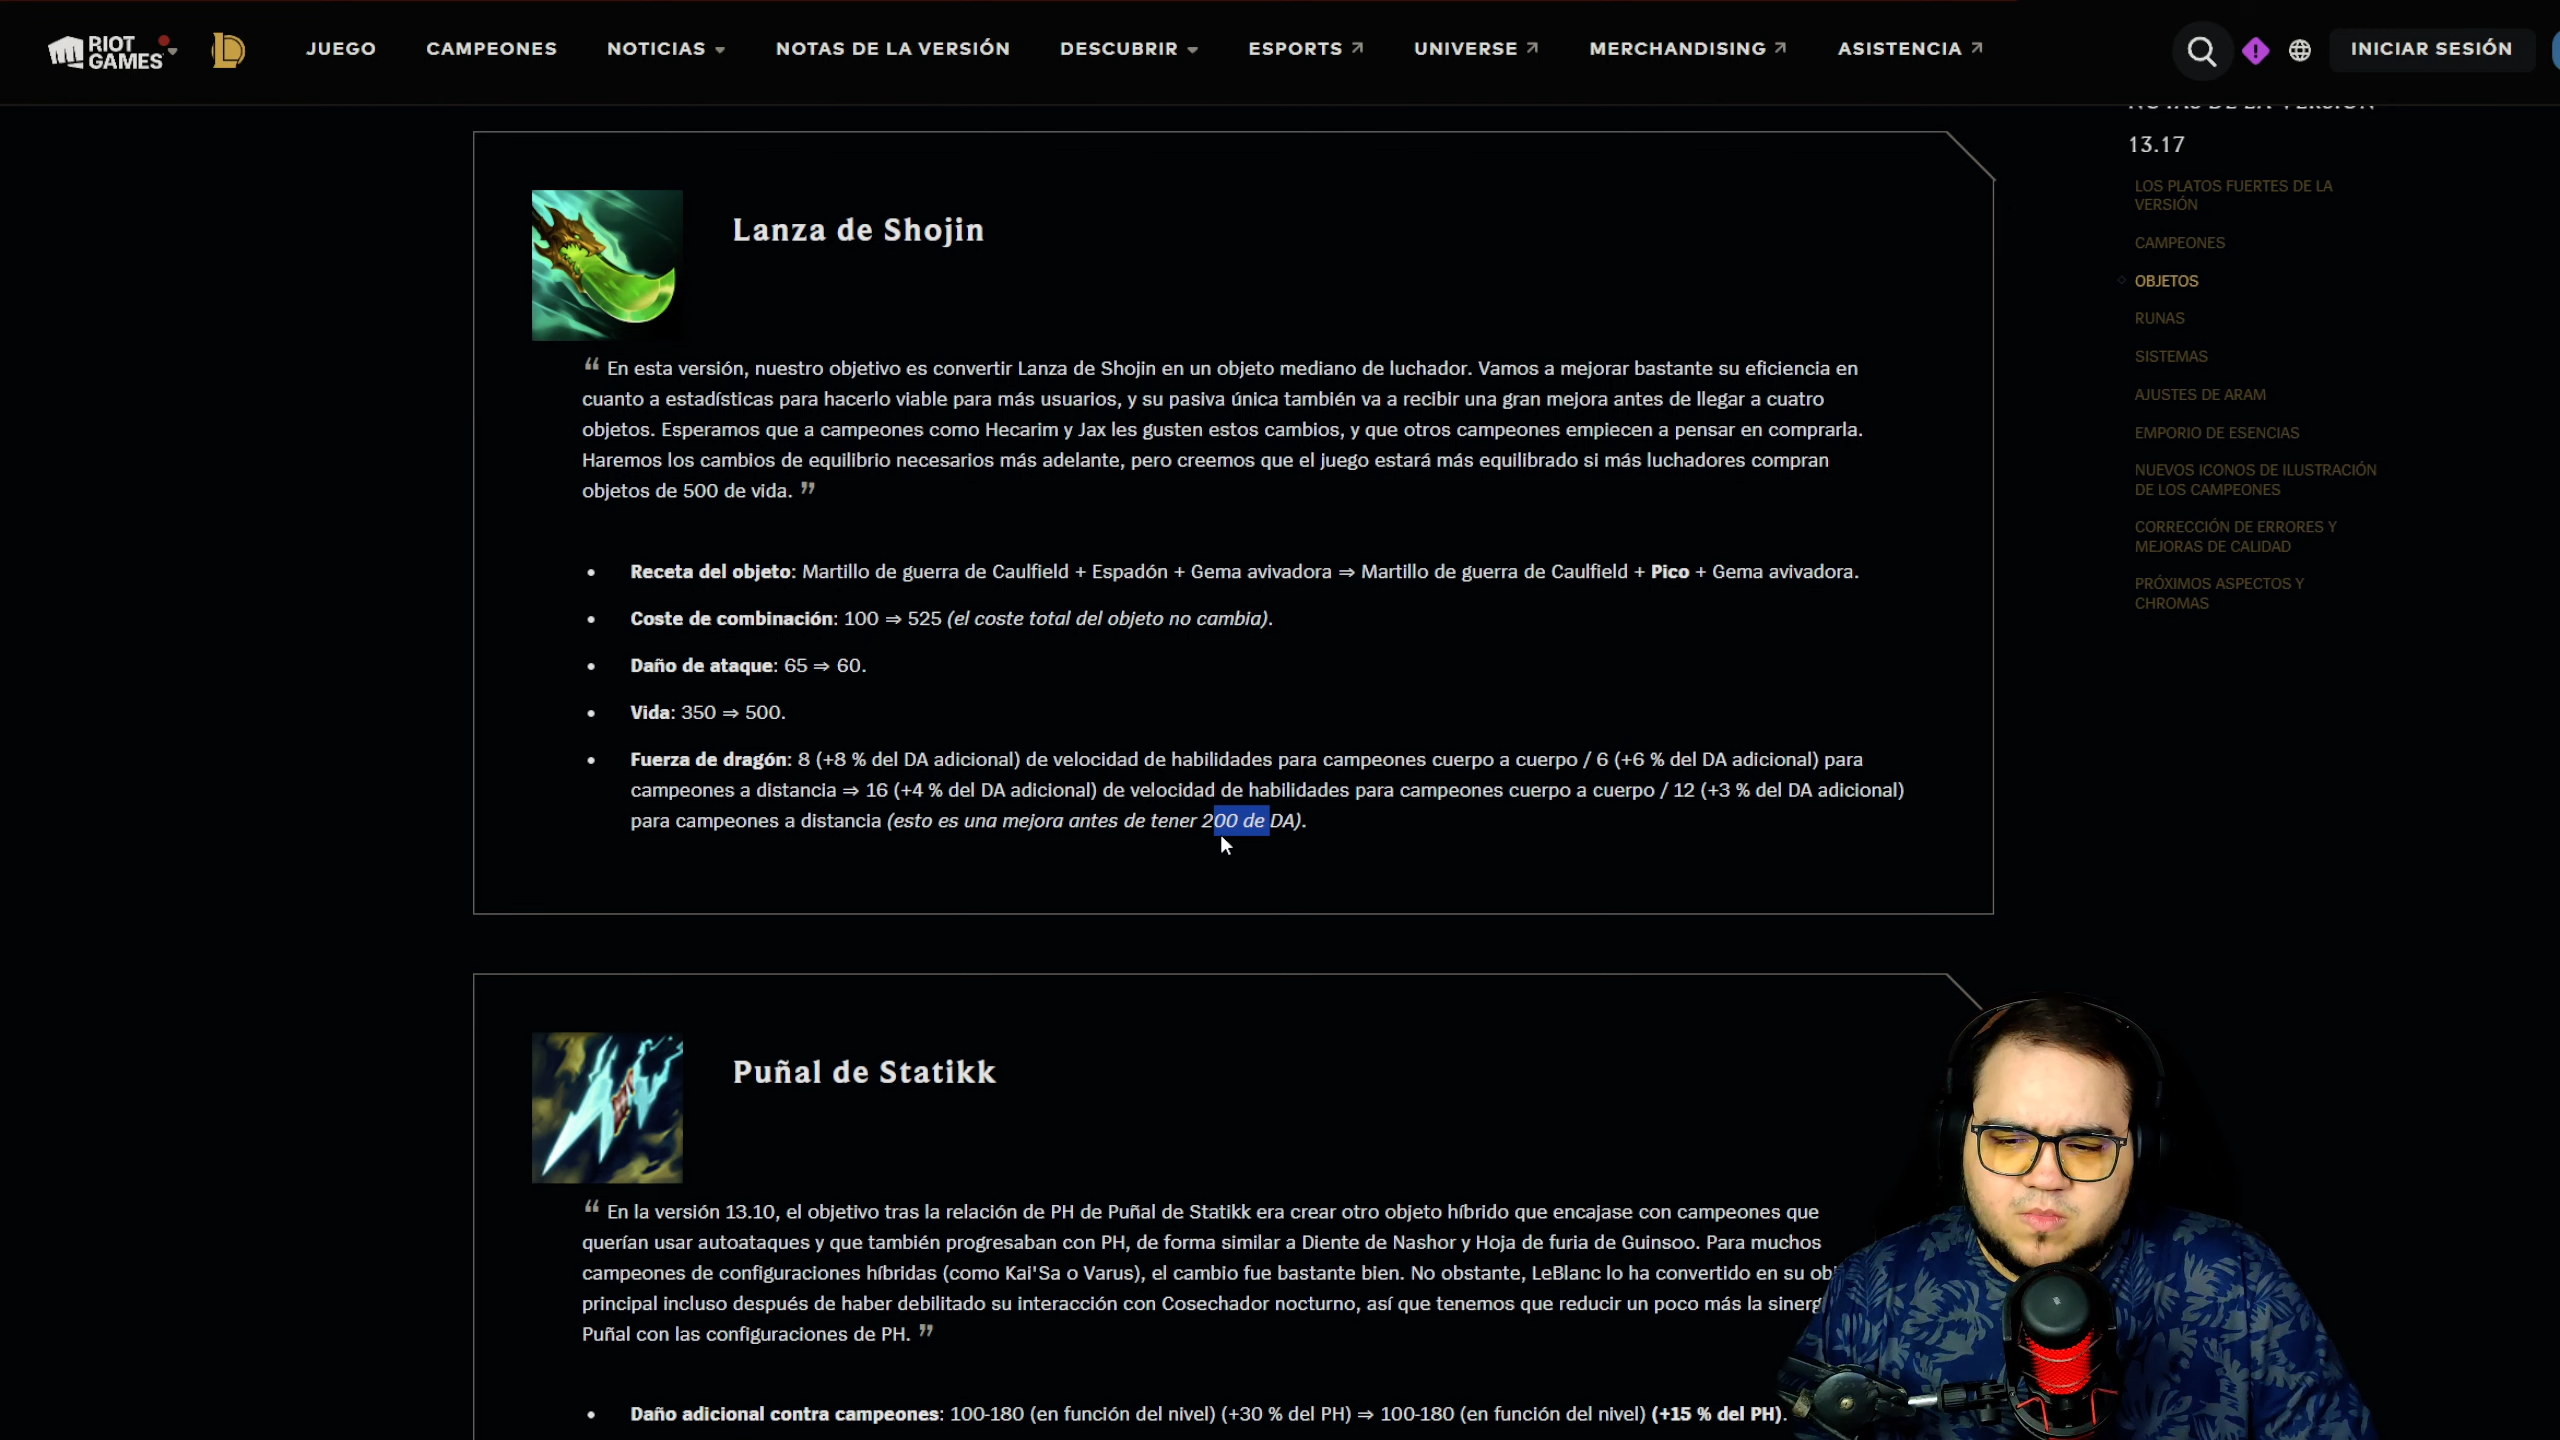 RIOT GAMES
JUEGO
CAMPEONES
NOTICIAS
NOTAS DE LA VERSIÓN
DESCUBRIR
ESPORTS
UNIVERSE
MERCHANDISING
ASISTENCIA
INICIAR SESIÓN
NOTAS DE LA VERSIÓN
13.17
LOS PLATOS FUERTES DE LA
VERSIÓN
CAMPEONES
OBJETOS
RUNAS
SISTEMAS
AJUSTES DE ARAM
EMPORIO DE ESENCIAS
NUEVOS ICONOS DE ILUSTRACIÓN
DE LOS CAMPEONES
CORRECCIÓN DE ERRORES Y
MEJORAS DE CALIDAD
PRÓXIMOS ASPECTOS Y
CHROMAS
Lanza de Shojin
“ En esta versión, nuestro objetivo es convertir Lanza de Shojin en un objeto mediano de luchador. Vamos a mejorar bastante su eficiencia en
cuanto a estadísticas para hacerlo viable para más usuarios, y su pasiva única también va a recibir una gran mejora antes de llegar a cuatro
objetos. Esperamos que a campeones como Hecarim y Jax les gusten estos cambios, y que otros campeones empiecen a pensar en comprarla.
Haremos los cambios de equilibrio necesarios más adelante, pero creemos que el juego estará más equilibrado si más luchadores compran
objetos de 500 de vida. ”
• Receta del objeto: Martillo de guerra de Caulfield + Espadón + Gema avivadora ⇒ Martillo de guerra de Caulfield + Pico + Gema avivadora.
• Coste de combinación: 100 ⇒ 525 (el coste total del objeto no cambia).
• Daño de ataque: 65 ⇒ 60.
• Vida: 350 ⇒ 500.
• Fuerza de dragón: 8 (+8 % del DA adicional) de velocidad de habilidades para campeones cuerpo a cuerpo / 6 (+6 % del DA adicional) para
campeones a distancia ⇒ 16 (+4 % del DA adicional) de velocidad de habilidades para campeones cuerpo a cuerpo / 12 (+3 % del DA adicional)
para campeones a distancia (esto es una mejora antes de tener 200 de DA).
Puñal de Statikk
“ En la versión 13.10, el objetivo tras la relación de PH de Puñal de Statikk era crear otro objeto híbrido que encajase con campeones que
querían usar autoataques y que también progresaban con PH, de forma similar a Diente de Nashor y Hoja de furia de Guinsoo. Para muchos
campeones de configuraciones híbridas (como Kai'Sa o Varus), el cambio fue bastante bien. No obstante, LeBlanc lo ha convertido en su
principal incluso después de haber debilitado su interacción con Cosechador nocturno, así que tenemos que reducir un poco más la
Puñal con las configuraciones de PH. ”
• Daño adicional contra campeones: 100-180 (en función del nivel) (+30 % del PH) ⇒ 100-180 (en función del nivel) (+15 % del PH).